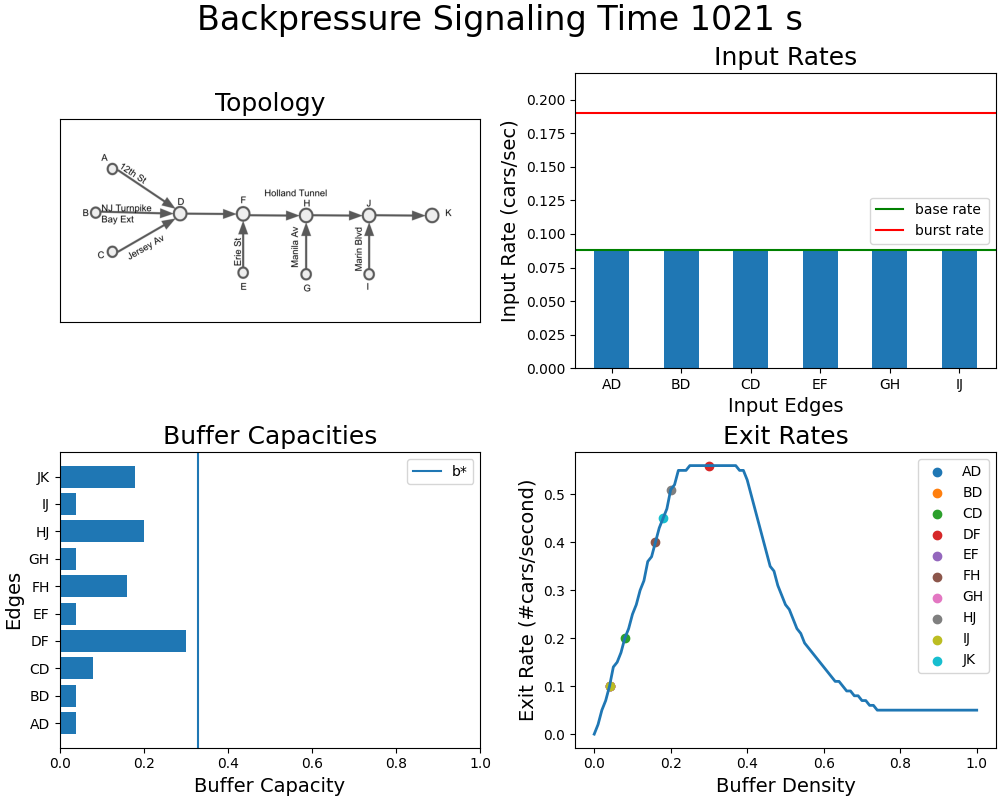 Backpressure Signaling Time 1021 s
Topology
A
12th St
B
NJ Turnpike
Bay Ext
C
Jersey Av
D
F
Holland Tunnel
H
J
K
Erie St
Manila Av
Marin Blvd
E
G
I
Input Rates
Input Rate (cars/sec)
0.200
0.175
0.150
0.125
0.100
0.075
0.050
0.025
0.000
base rate
burst rate
AD BD CD EF GH IJ
Input Edges
Buffer Capacities
Edges
JK
IJ
HJ
GH
FH
EF
DF
CD
BD
AD
b*
0.0 0.2 0.4 0.6 0.8 1.0
Buffer Capacity
Exit Rates
Exit Rate (#cars/second)
0.5
0.4
0.3
0.2
0.1
0.0
AD
BD
CD
DF
EF
FH
GH
HJ
IJ
JK
0.0 0.2 0.4 0.6 0.8 1.0
Buffer Density